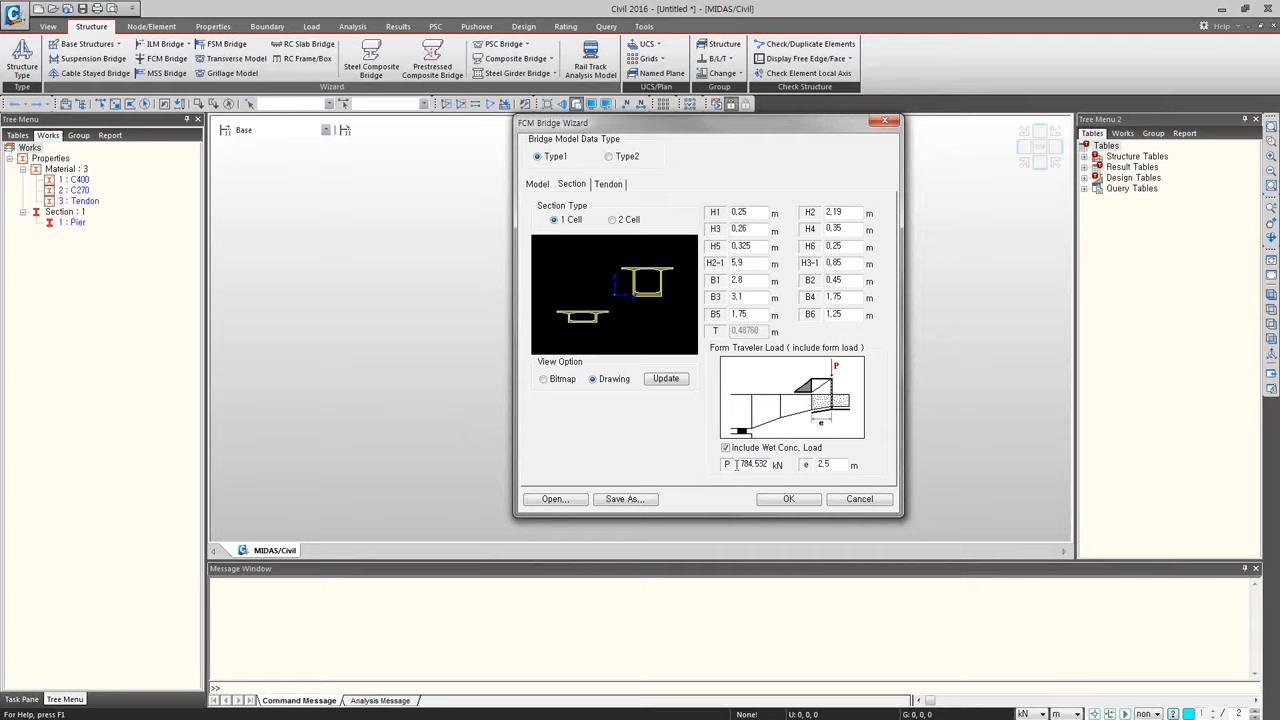 Civil 2016 - [Untitled *] - [MIDAS/Civil]
View Structure Node/Element Properties Boundary Load Analysis Results PSC Pushover Design Rating Query Tools Help
Base Structures ILM Bridge FSM Bridge RC Slab Bridge PSC Bridge UCS Structure Check/Duplicate Elements
Suspension Bridge FCM Bridge Transverse Model RC Frame/Box Composite Bridge Grids B/L/T Display Free Edge/Face
Cable Stayed Bridge MSS Bridge Grillage Model Steel Girder Bridge Named Plane Change Check Element Local Axis
Structure Type
Steel Composite Bridge
Prestressed Composite Bridge
Rail Track Analysis Model
Type Wizard UCS/Plan Group Check Structure
Tree Menu
Tables Works Group Report
Works
Properties
Material : 3
1 : C400
2 : C270
3 : Tendon
Section : 1
1 : Pier
Base
FCM Bridge Wizard
Bridge Model Data Type
Type1 Type2
Model Section Tendon
Section Type
1 Cell 2 Cell
View Option
Bitmap Drawing Update
H1 0,25 m H2 2,19 m
H3 0,26 m H4 0,35 m
H5 0,325 m H6 0,25 m
H2-1 5,9 m H3-1 0,85 m
B1 2,8 m B2 0,45 m
B3 3,1 m B4 1,75 m
B5 1,75 m B6 1,25 m
T 0,48768 m
Form Traveler Load ( include form load )
P
e
include Wet Conc, Load
P 784,532 kN e 2,5 m
Open... Save As... OK Cancel
Tree Menu 2
Tables Works Group Report
Tables
Structure Tables
Result Tables
Design Tables
Query Tables
MIDAS/Civil
Message Window
>>
Task Pane Tree Menu Command Message Analysis Message
For Help, press F1 None! U: 0, 0, 0 G: 0, 0, 0 kN m non ? / 2